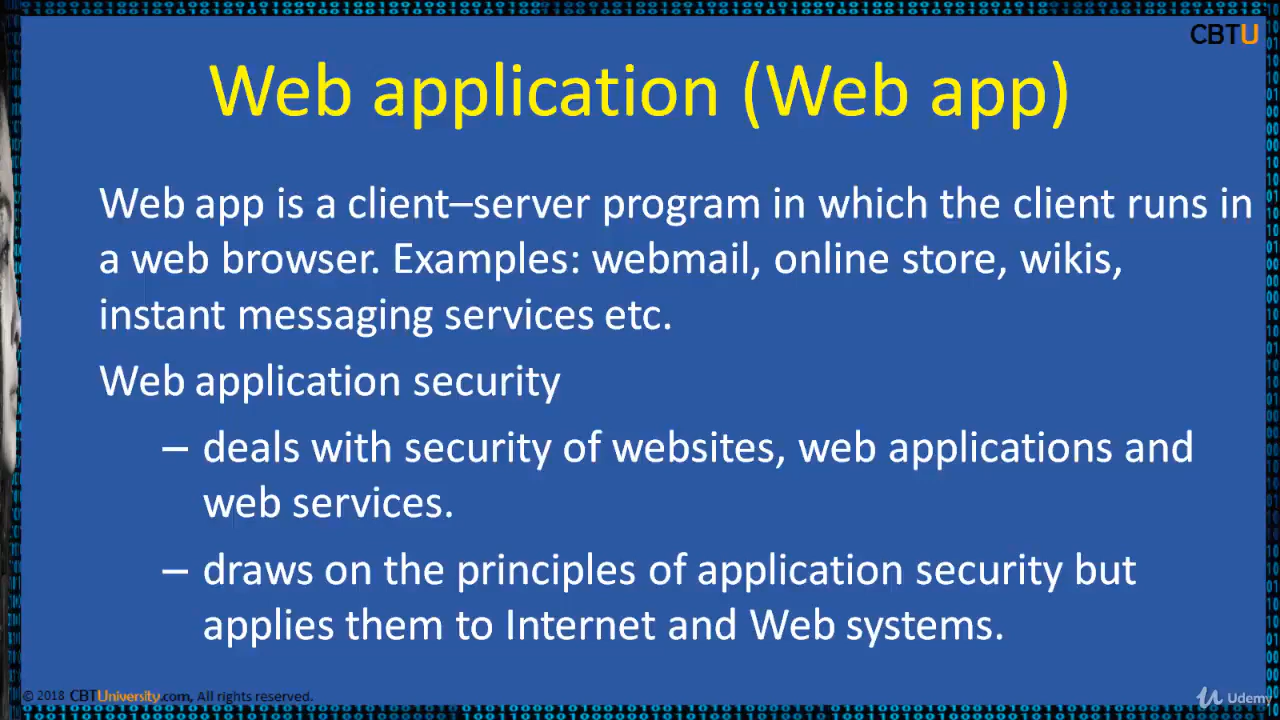 CBTU
Web application (Web app)
Web app is a client–server program in which the client runs in
a web browser. Examples: webmail, online store, wikis,
instant messaging services etc.
Web application security
– deals with security of websites, web applications and
web services.
– draws on the principles of application security but
applies them to Internet and Web systems.
© 2018 CBTUniversity.com, All rights reserved.
Udemy